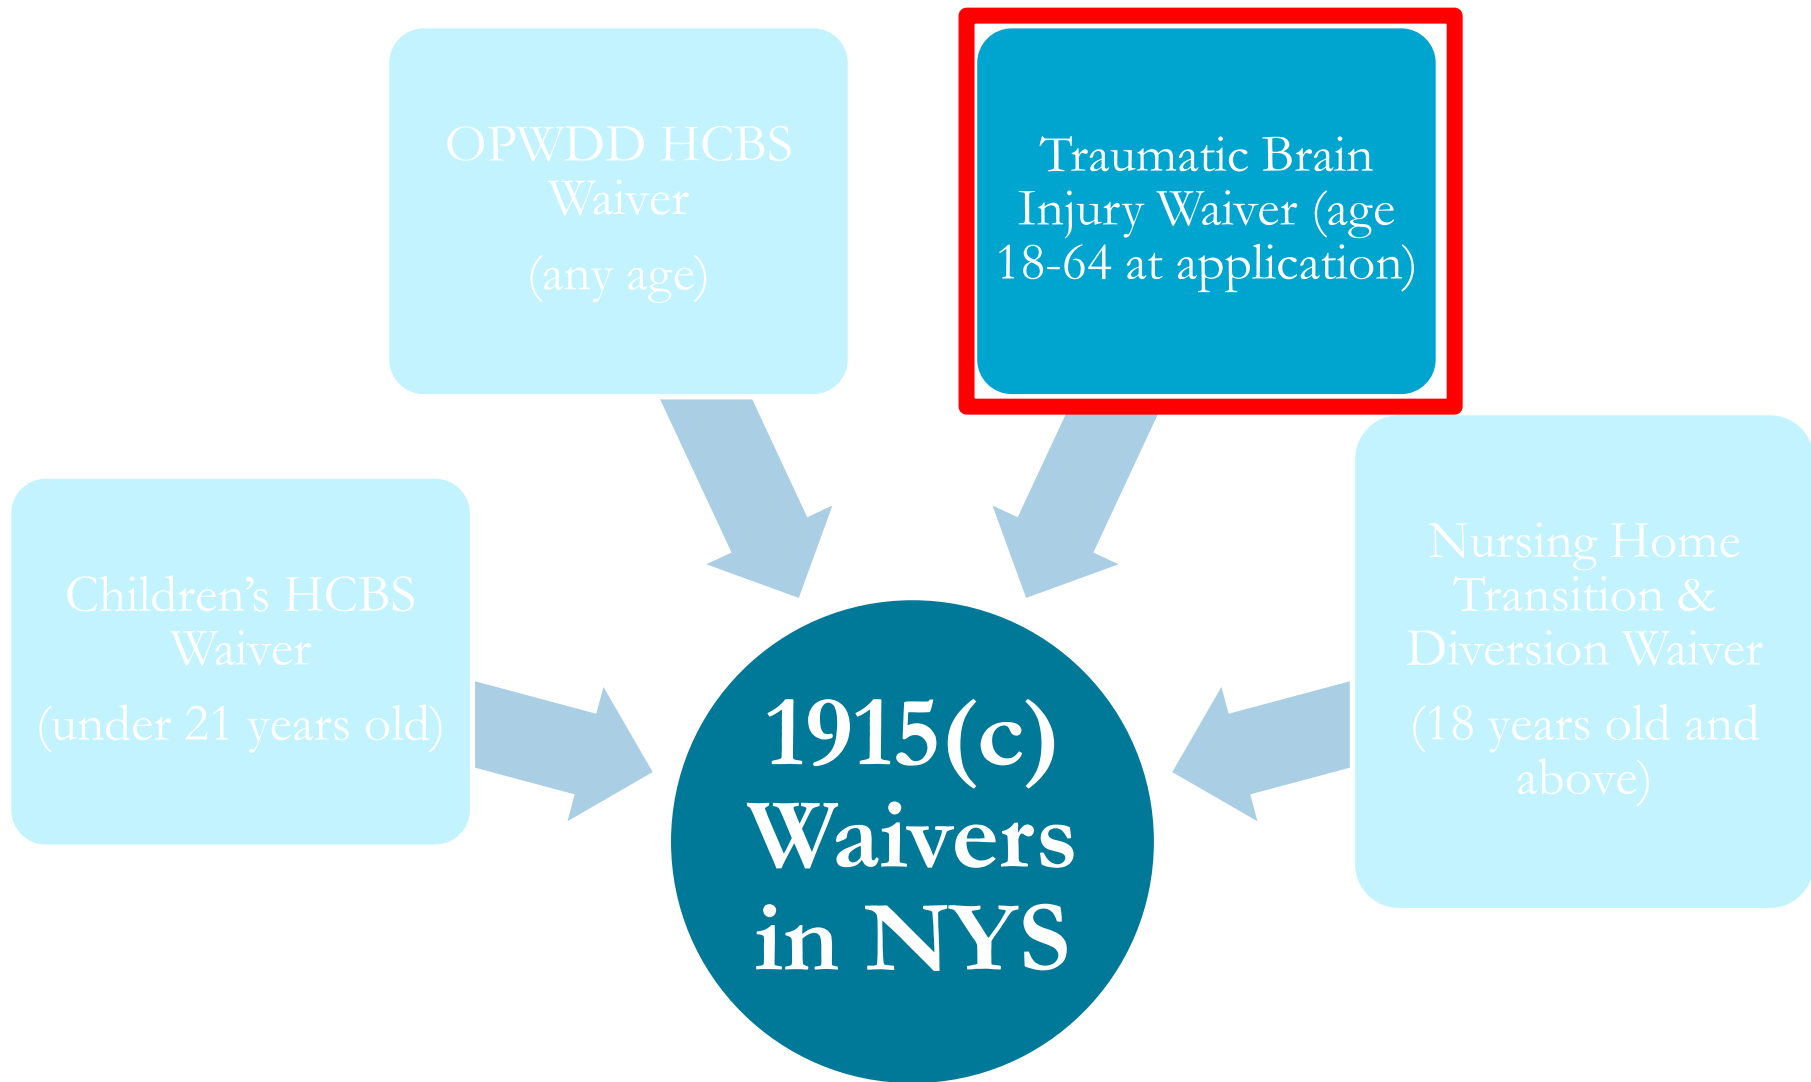 OPWDD HCBS
Waiver
(any age)
Traumatic Brain
Injury Waiver (age
18-64 at application)
Children’s HCBS
Waiver
(under 21 years old)
Nursing Home
Transition &
Diversion Waiver
(18 years old and
above)
1915(c)
Waivers
in NYS